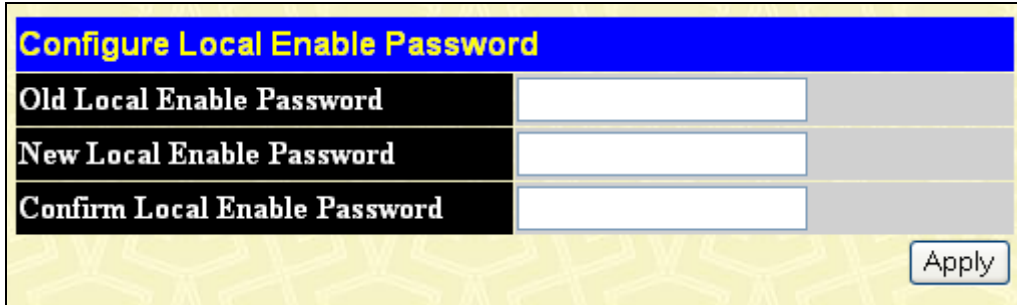 Configure Local Enable Password
Old Local Enable Password
New Local Enable Password
Confirm Local Enable Password
Apply